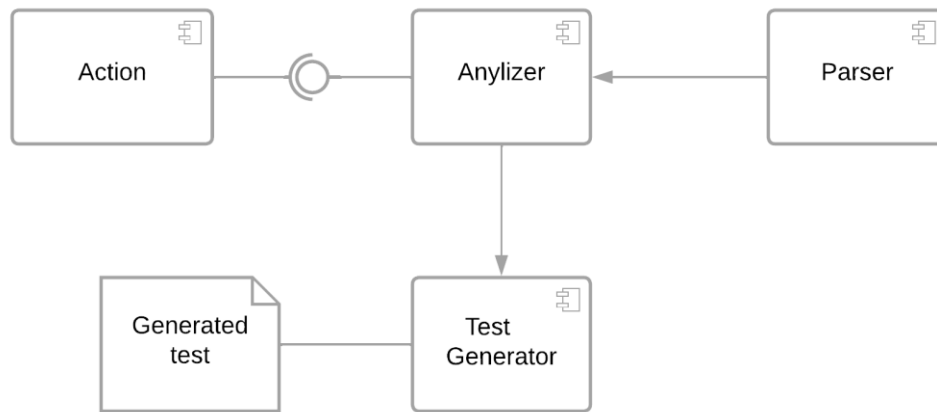 Action
Anylizer
Parser
Generated
test
Test
Generator